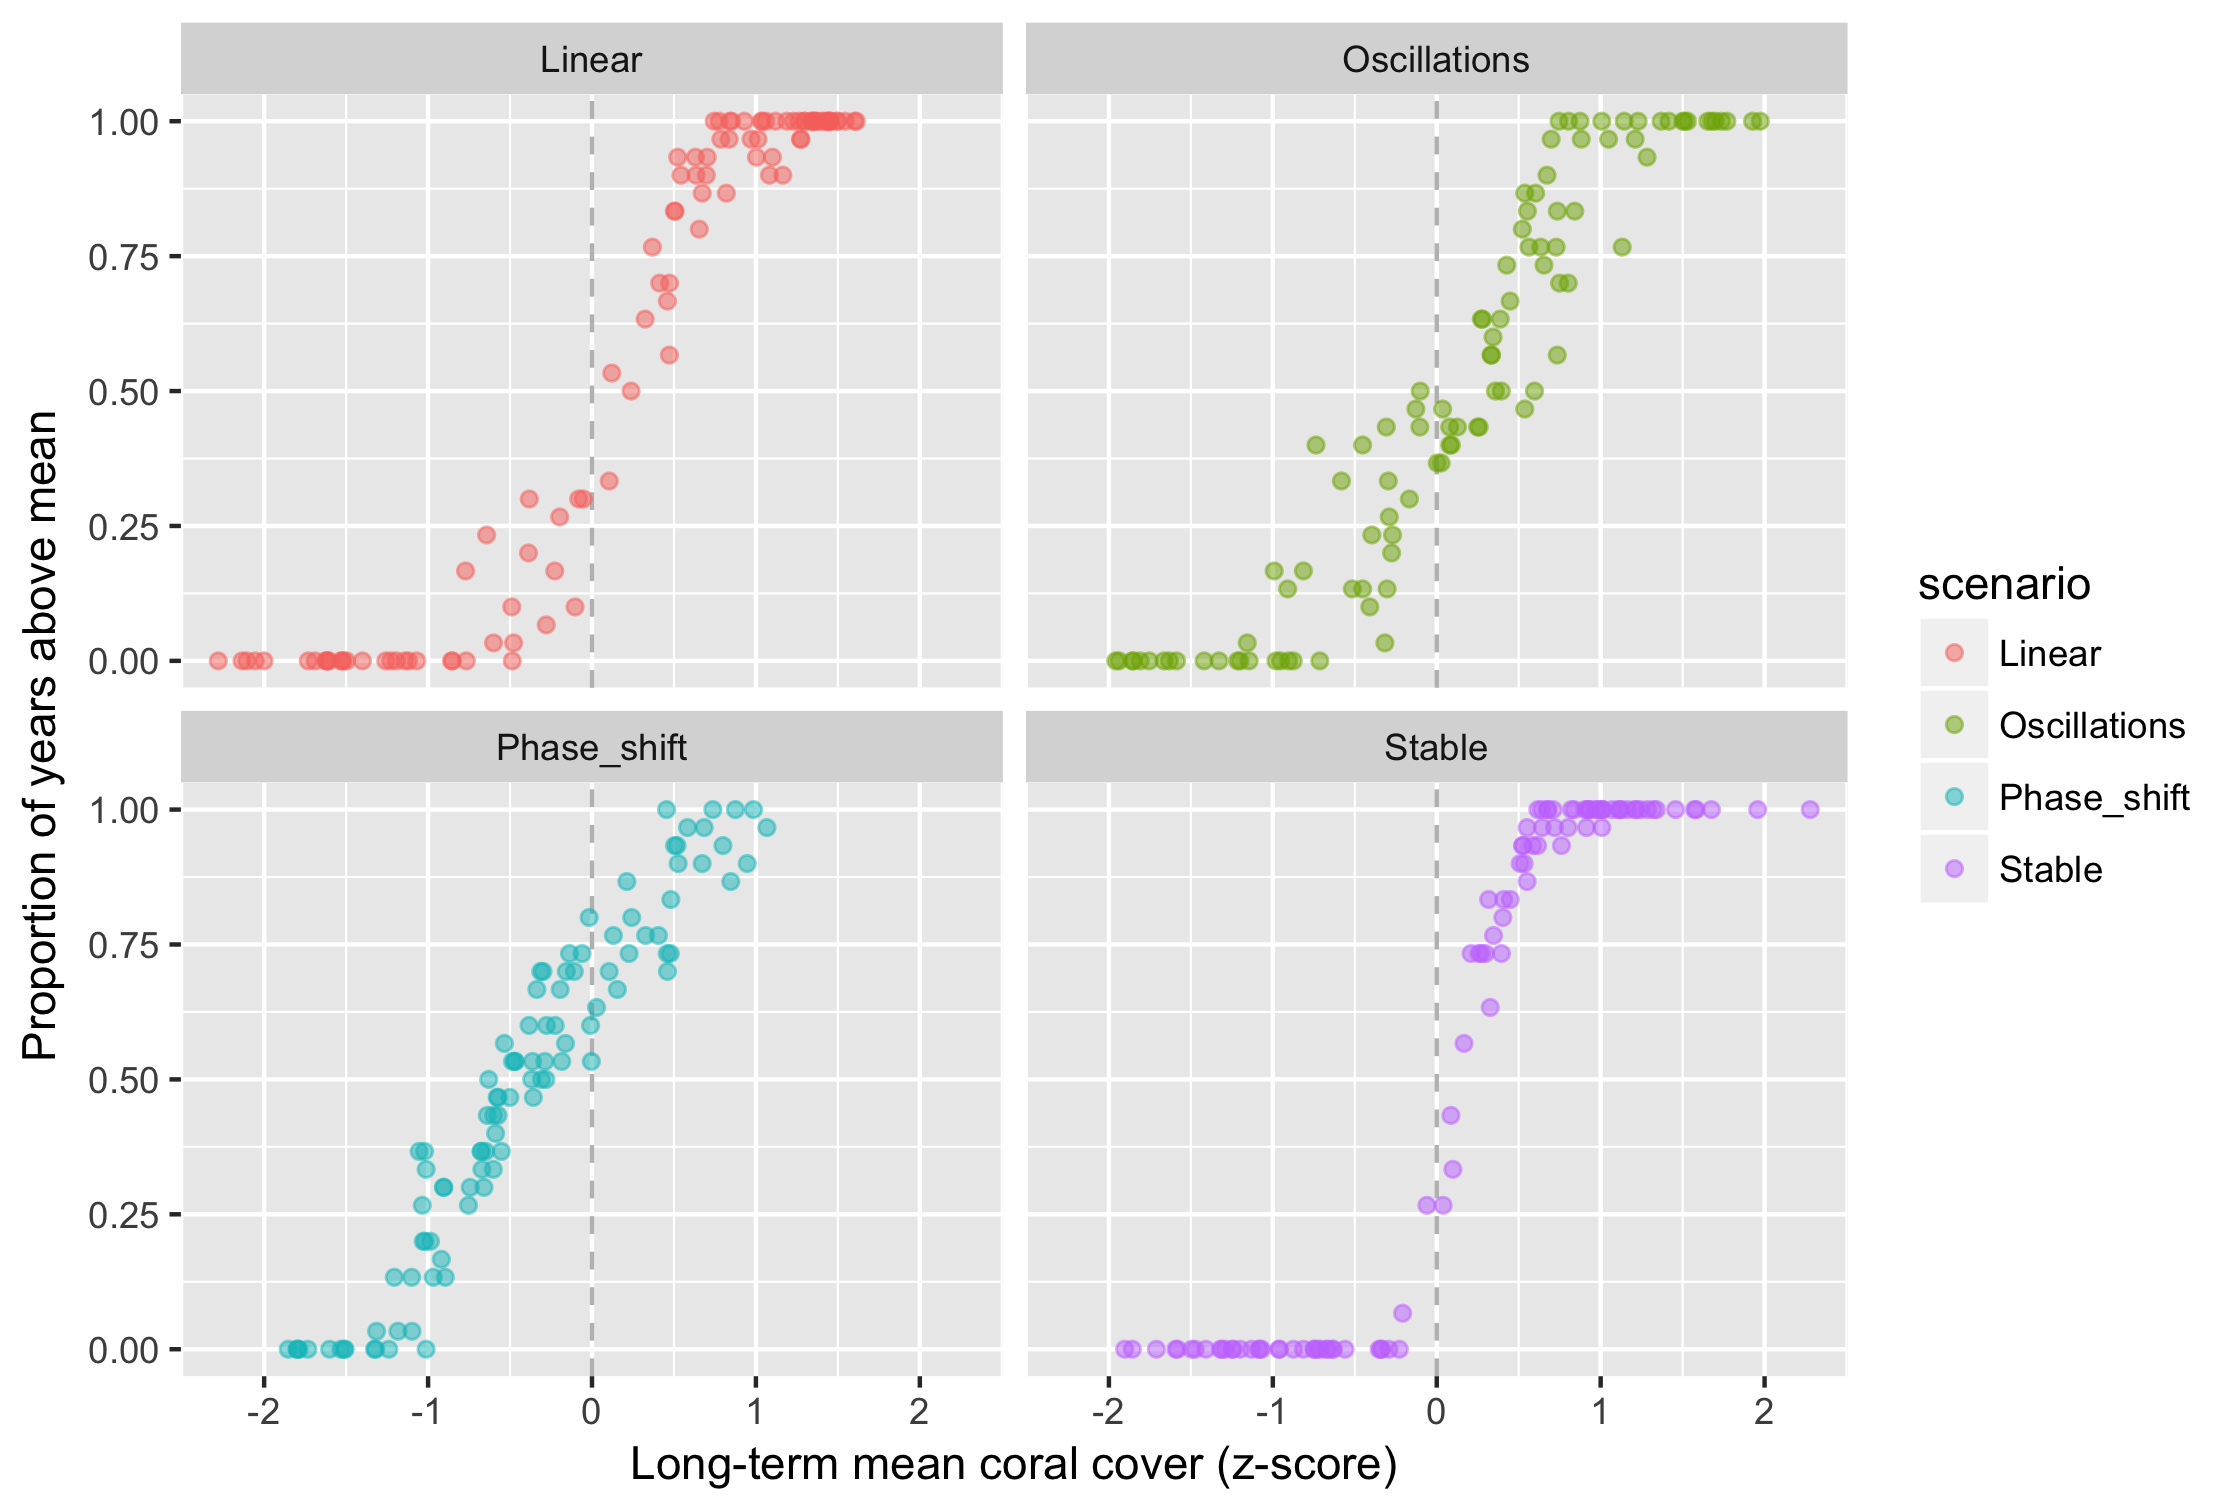 Linear
Oscillations
1.00
0.75
0.50
0.25
0.00
Phase_shift
Stable
1.00
0.75
0.50
0.25
0.00
-2 -1 0 1 2
-2 -1 0 1 2
Long-term mean coral cover (z-score)
Proportion of years above mean
scenario
Linear
Oscillations
Phase_shift
Stable